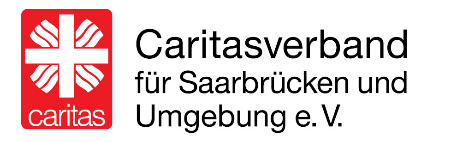 caritas
Caritasverband
für Saarbrücken und
Umgebung e. V.